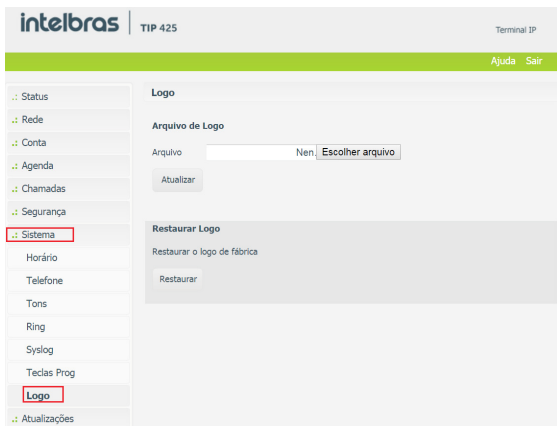 intelbras TIP 425
Terminal IP
Ajuda Sair
.: Status
.: Rede
.: Conta
.: Agenda
.: Chamadas
.: Segurança
.: Sistema
Horário
Telefone
Tons
Ring
Syslog
Teclas Prog
Logo
.: Atualizações
Logo
Arquivo de Logo
Arquivo Nen. Escolher arquivo
Atualizar
Restaurar Logo
Restaurar o logo de fábrica
Restaurar